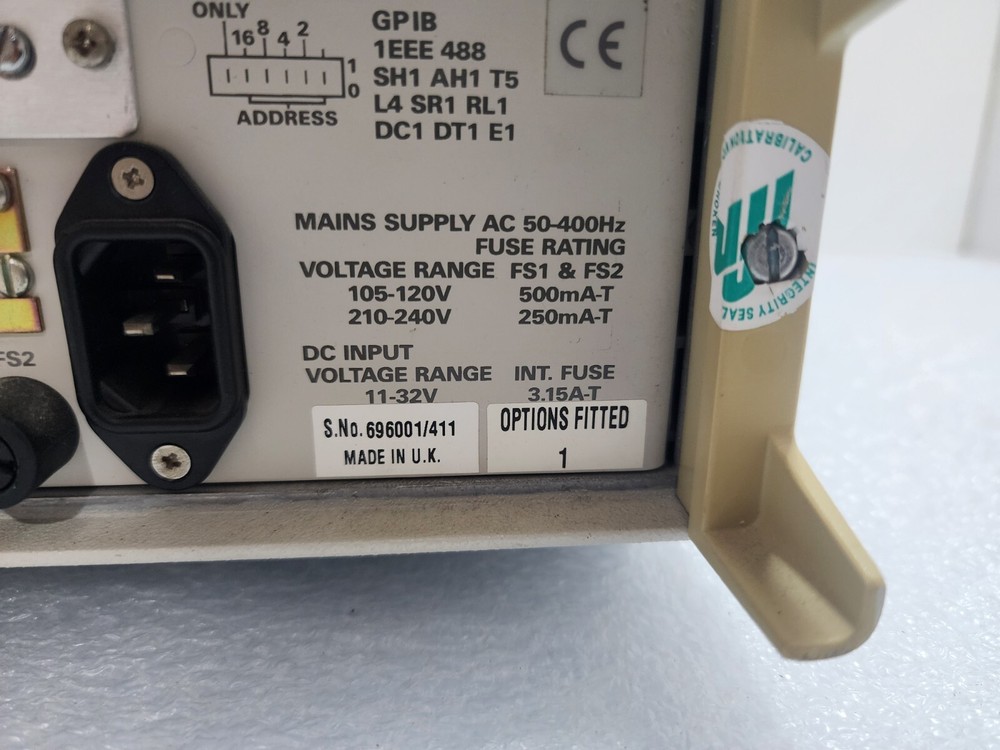 ONLY
16 8 4 2
1
0
ADDRESS
GPIB
1EEE 488
SH1 AH1 T5
L4 SR1 RL1
DC1 DT1 E1
CE
MAINS SUPPLY AC 50-400Hz
FUSE RATING
VOLTAGE RANGE FS1 & FS2
105-120V 500mA-T
210-240V 250mA-T
DC INPUT
VOLTAGE RANGE INT. FUSE
11-32V 3.15A-T
FS2
S.No. 696001/411
MADE IN U.K.
OPTIONS FITTED
1
CALIBRATION
INTEGRITY SEAL